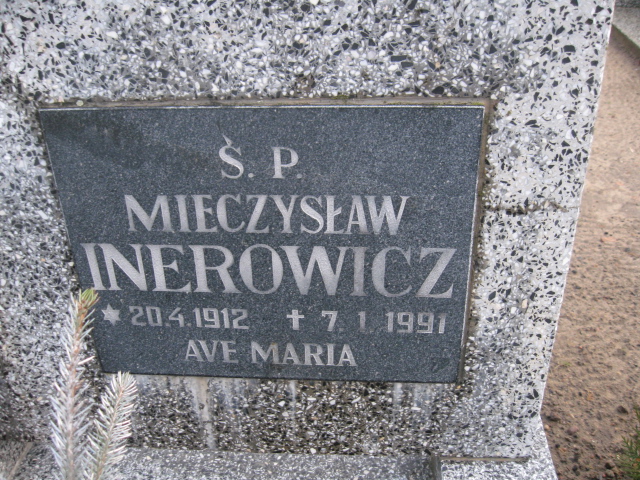 Ś. P.
MIECZYSŁAW
INEROWICZ
* 20.4.1912 ✝ 7.1.1991
AVE MARIA